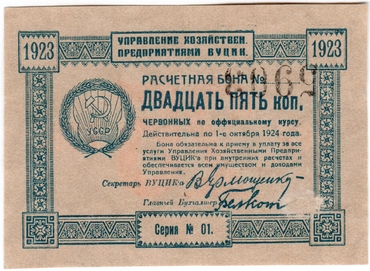 1923
УПРАВЛЕНИЕ ХОЗЯЙСТВЕН.
ПРЕДПРИЯТИЯМИ ВУЦИК.
1923
РАСЧЕТНАЯ БОНА №
ДВАДЦАТЬ ПЯТЬ КОП,
ЧЕРВОННЫХ по оффициальному курсу.
Действительна по 1-е октября 1924 года.
Бона обязательна к приему в уплату за все
услуги Управления Хозяйственными Предприя-
тиями ВУЦИК'а при внутренних расчетах и
обеспечивается всем имуществом и доходами
Управления.
УССР
Секретарь ВУЦИК'а
Главный Бухгалтер
Серия № 01.